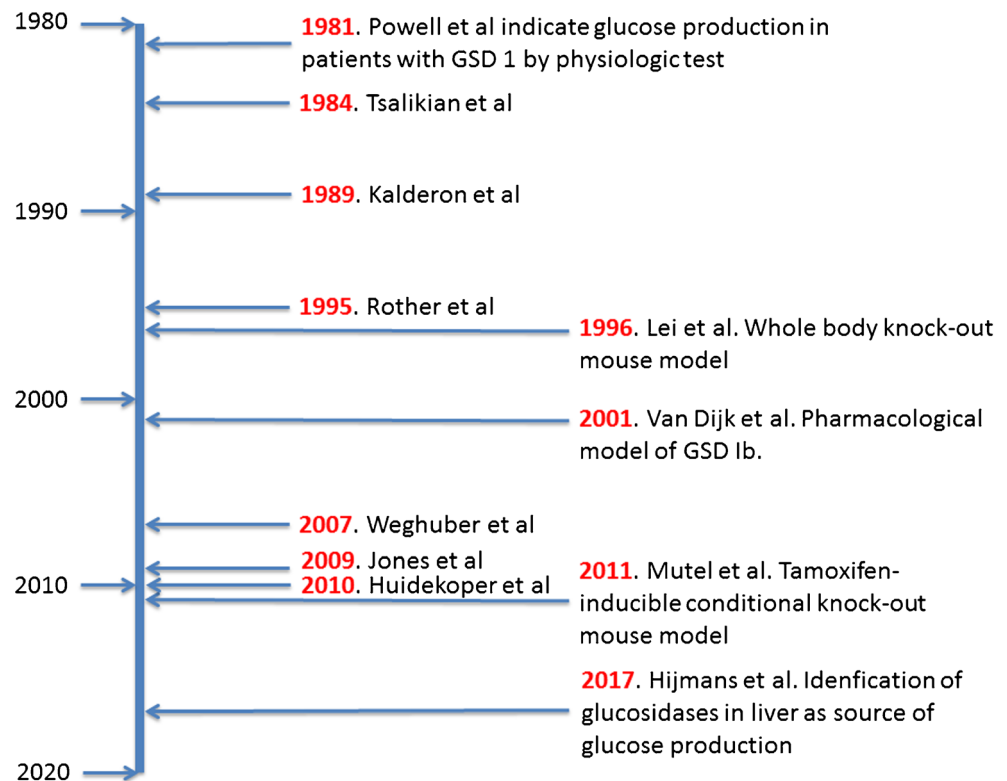 1980
1981. Powell et al indicate glucose production in
patients with GSD 1 by physiologic test
1984. Tsalikian et al
1989. Kalderon et al
1990
1995. Rother et al
1996. Lei et al. Whole body knock-out
mouse model
2000
2001. Van Dijk et al. Pharmacological
model of GSD Ib.
2007. Weghuber et al
2009. Jones et al
2010
2010. Huidekoper et al
2011. Mutel et al. Tamoxifen-
inducible conditional knock-out
mouse model
2017. Hijmans et al. Idenfication of
glucosidases in liver as source of
glucose production
2020